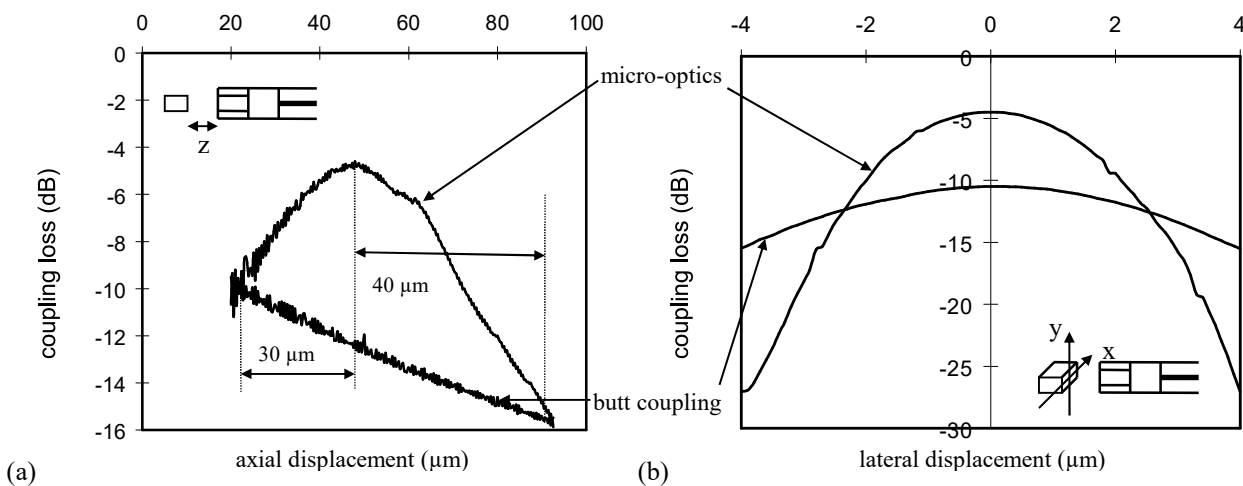 0 20 40 60 80 100
0
-2
-4
-6
-8
-10
-12
-14
-16
coupling loss (dB)
z
40 µm
30 µm
axial displacement (µm)
(a)
micro-optics
butt coupling
-4 -2 0 2 4
0
-5
-10
-15
-20
-25
-30
coupling loss (dB)
y
x
lateral displacement (µm)
(b)